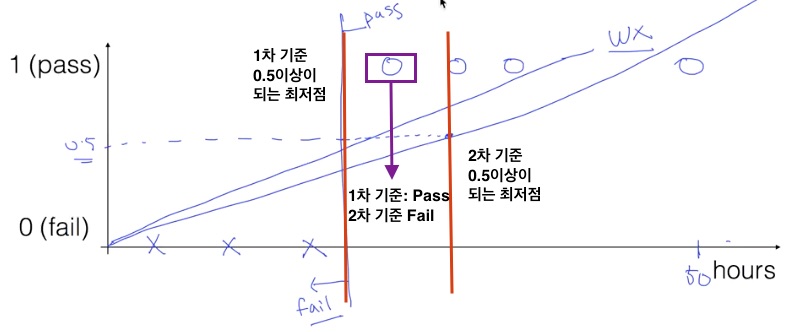 pass
1차 기준
0.5이상이
되는 최저점
WX
1 (pass)
0.5
2차 기준
0.5이상이
되는 최저점
1차 기준: Pass
2차 기준 Fail
0 (fail)
50
hours
fail